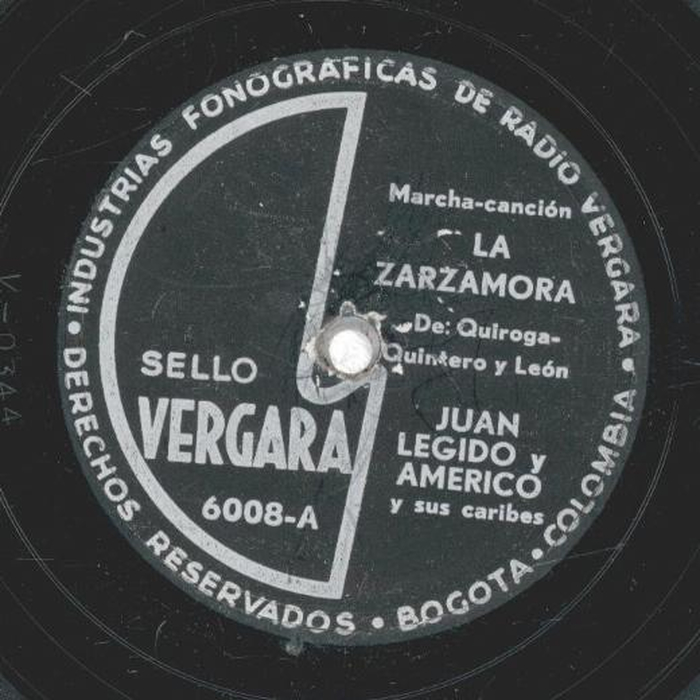 INDUSTRIAS FONOGRAFICAS DE RADIO VERGARA •
DERECHOS RESERVADOS • BOGOTA • COLOMBIA •
Marcha-canción
LA
ZARZAMORA
De: Quiroga-
Quintero y León
SELLO
VERGARA
6008-A
JUAN
LEGIDO y
AMERICO
y sus caribes
V-0344